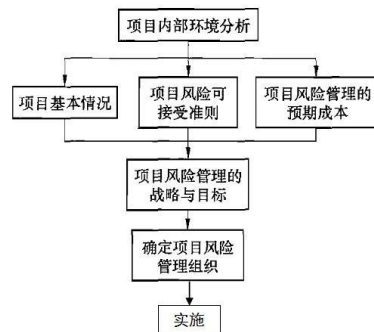 项目内部环境分析
项目基本情况
项目风险可
接受准则
项目风险管理的
预期成本
项目风险管理的
战略与目标
确定项目风险
管理组织
实施